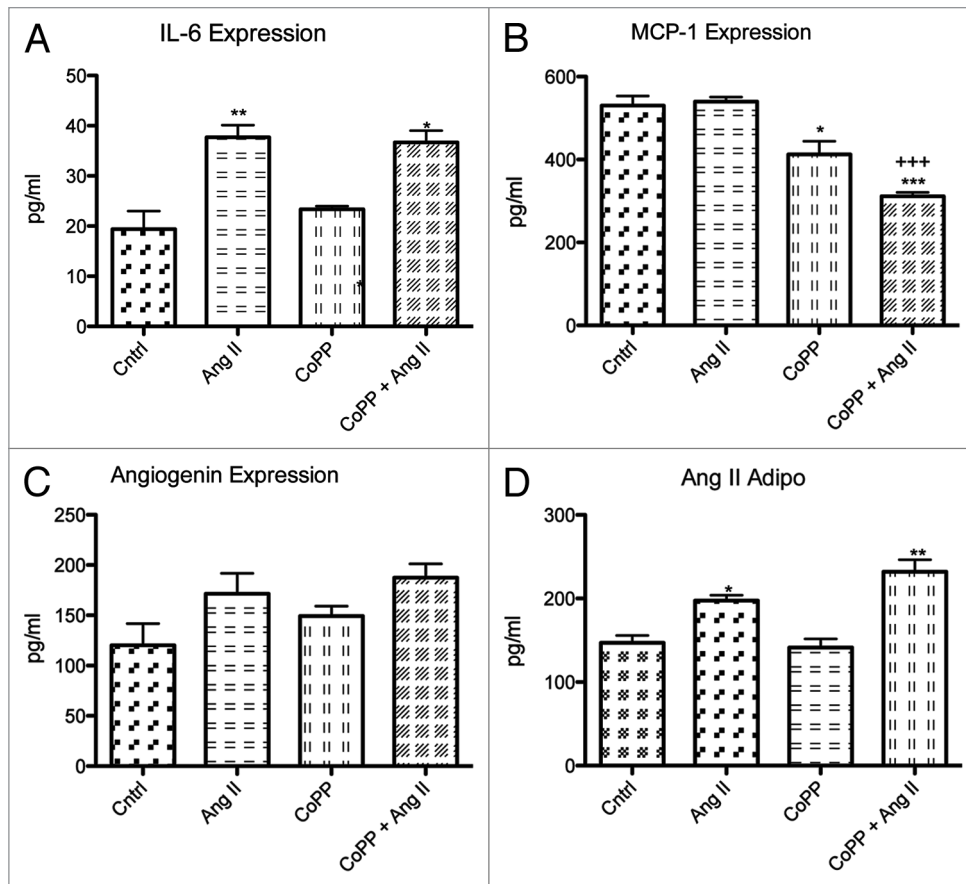 A
IL-6 Expression
50
40
30
20
10
0
pg/ml
**
*
*
Cntrl
Ang II
CoPP
CoPP + Ang II
B
MCP-1 Expression
600
400
200
0
pg/ml
*
+++
***
Cntrl
Ang II
CoPP
CoPP + Ang II
C
Angiogenin Expression
250
200
150
100
50
0
pg/ml
Cntrl
Ang II
CoPP
CoPP + Ang II
D
Ang II Adipo
300
200
100
0
pg/ml
*
**
Cntrl
Ang II
CoPP
CoPP + Ang II